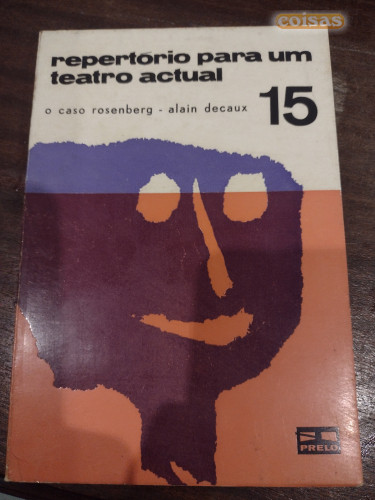 coisas
repertório para um
teatro actual
o caso rosenberg - alain decaux
15
PRELO